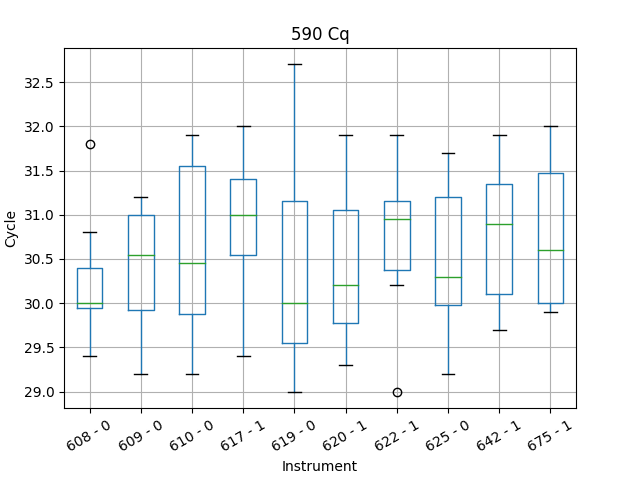 590 Cq
32.5
32.0
31.5
31.0
30.5
30.0
29.5
29.0
Cycle
608 - 0
609 - 0
610 - 0
617 - 1
619 - 0
620 - 1
622 - 1
625 - 0
642 - 1
675 - 1
Instrument